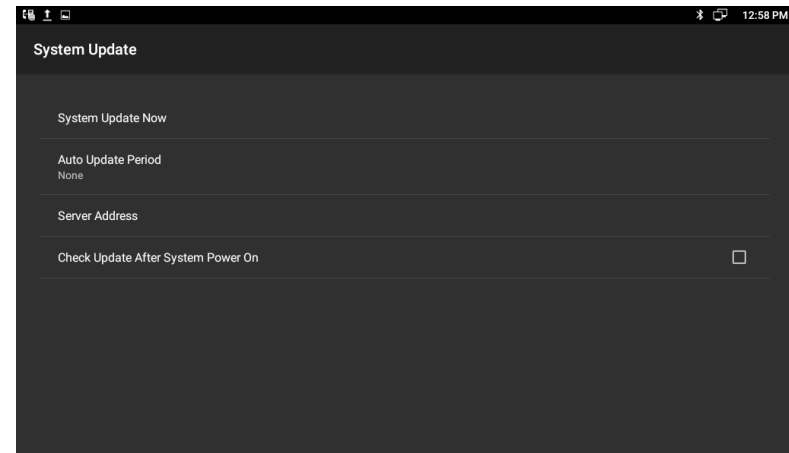 12:58 PM
System Update
System Update Now
Auto Update Period
None
Server Address
Check Update After System Power On